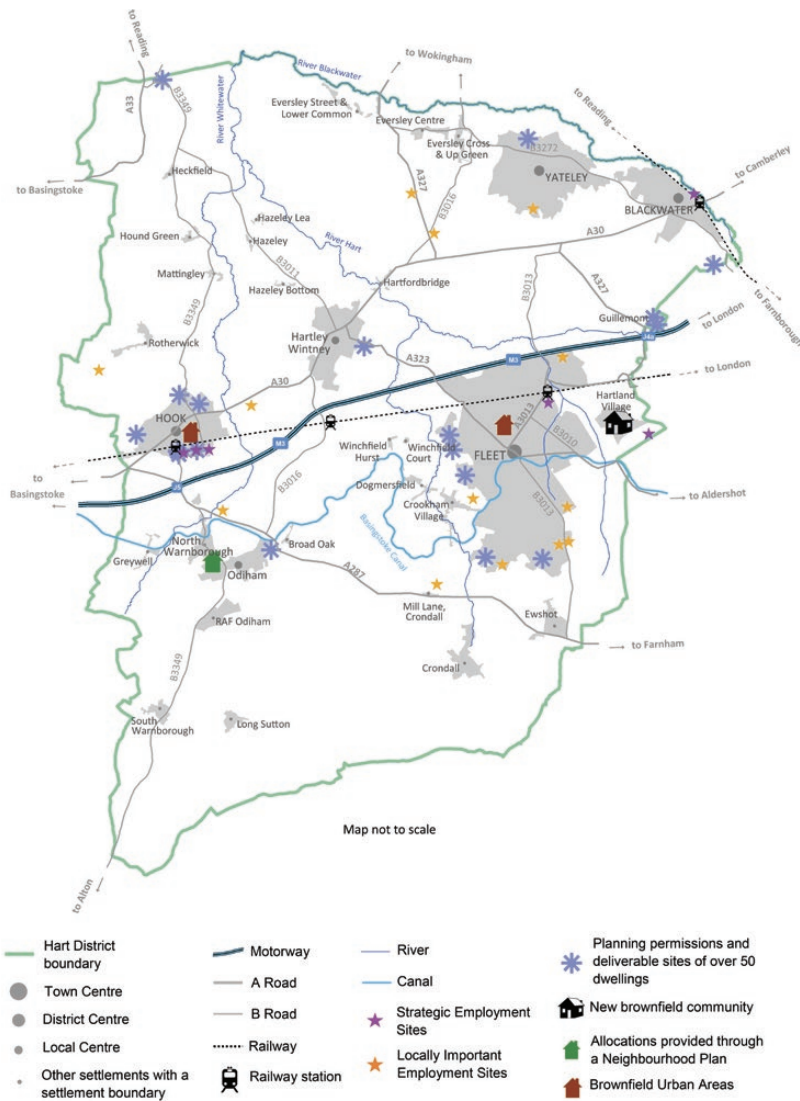 to Reading
to Wokingham
River Blackwater
A33
B3349
River Whitewater
Eversley Street &
Lower Common
Eversley Centre
to Reading
Eversley Cross
& Up Green
B3272
to Camberley
YATELEY
to Basingstoke
Heckfield
A327
B3016
BLACKWATER
Hazeley Lea
River Hart
A30
Hound Green
Hazeley
B3011
B3013
A327
Mattingley
Hazeley Bottom
Hartfordbridge
to Farnborough
B3349
Guillemont
to London
Rotherwick
Hartley
Wintney
J4a
A323
M3
to London
A30
Hartland
Village
HOOK
A3013
M3
Winchfield
Hurst
Winchfield
Court
FLEET
B3010
to
Basingstoke
B3016
Dogmersfield
to Aldershot
Crookham
Village
B3013
Basingstoke Canal
North
Warnborough
Broad Oak
Greywell
Odiham
A287
Mill Lane,
Crondall
Ewshot
RAF Odiham
to Farnham
B3349
Crondall
South
Warnborough
Long Sutton
Map not to scale
to Alton
Hart District
boundary
Town Centre
District Centre
Local Centre
Other settlements with a
settlement boundary
Motorway
A Road
B Road
Railway
Railway station
River
Canal
Strategic Employment
Sites
Locally Important
Employment Sites
Planning permissions and
deliverable sites of over 50
dwellings
New brownfield community
Allocations provided through
a Neighbourhood Plan
Brownfield Urban Areas